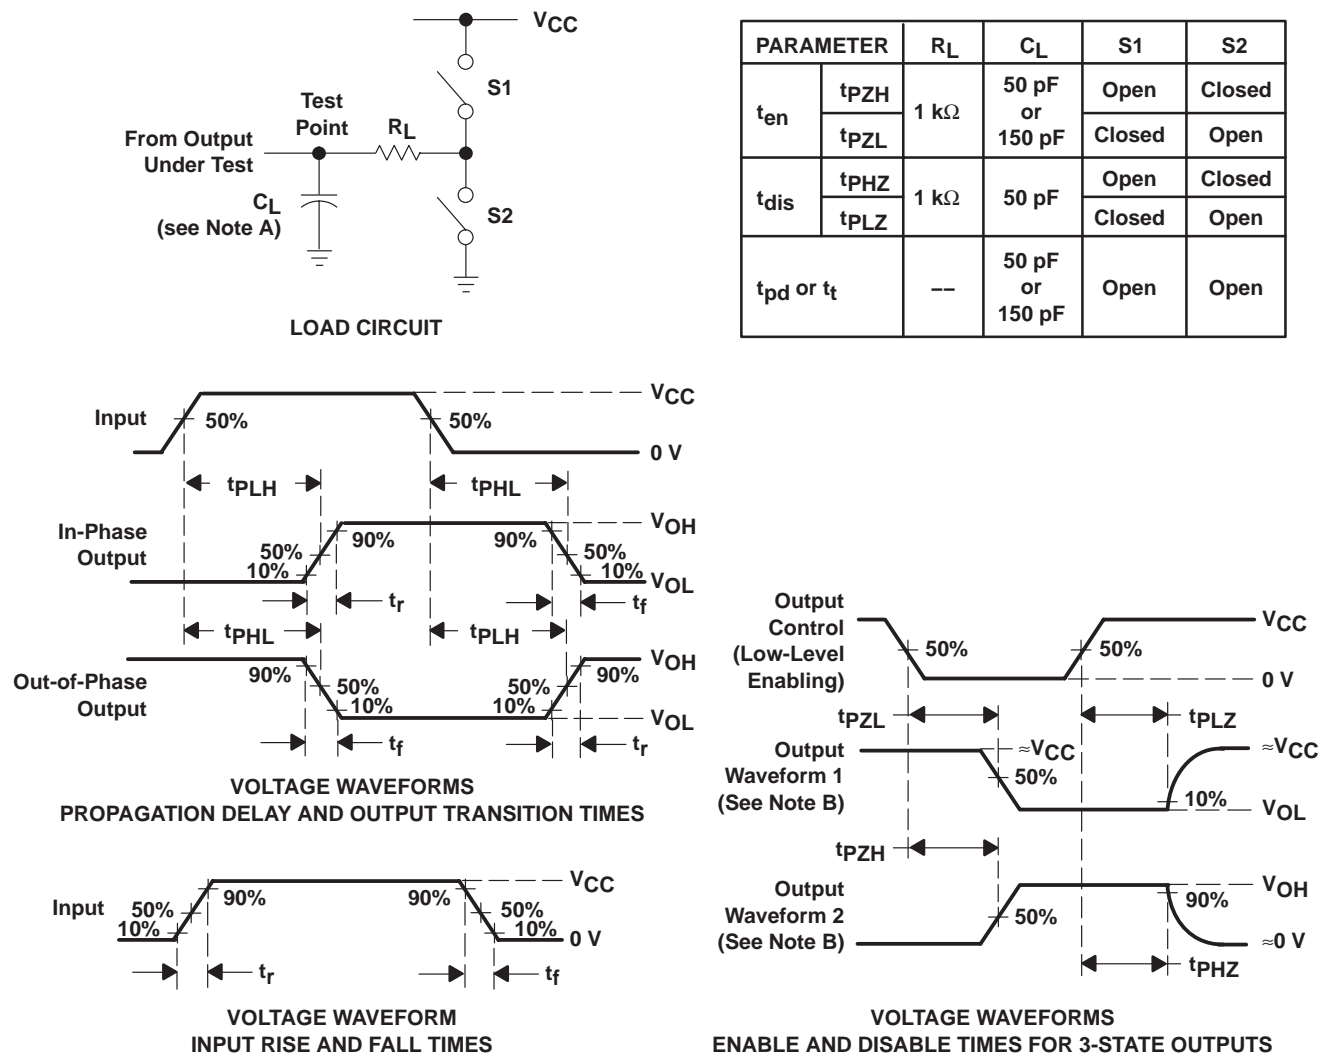 VCC
S1
Test
Point
RL
From Output
Under Test
CL
(see Note A)
S2
LOAD CIRCUIT
PARAMETER RL CL S1 S2
ten tPZH 1 kΩ 50 pF or 150 pF Open Closed
tPZL Closed Open
tdis tPHZ 1 kΩ 50 pF Open Closed
tPLZ Closed Open
tpd or tt –– 50 pF or 150 pF Open Open
VCC
Input 50% 50%
0 V
tPLH tPHL
In-Phase
Output
VOH
90% 90%
50% 50%
10% 10%
VOL
tr tf
tPHL tPLH
Out-of-Phase
Output
VOH
90% 90%
50% 50%
10% 10%
VOL
tf tr
VOLTAGE WAVEFORMS
PROPAGATION DELAY AND OUTPUT TRANSITION TIMES
Input
VCC
90% 90%
50% 50%
10% 10%
0 V
tr tf
VOLTAGE WAVEFORM
INPUT RISE AND FALL TIMES
Output
Control
(Low-Level
Enabling)
VCC
50% 50%
0 V
tPZL tPLZ
Output
Waveform 1
(See Note B)
≈VCC ≈VCC
50%
10%
VOL
tPZH
Output
Waveform 2
(See Note B)
VOH
90%
50%
≈0 V
tPHZ
VOLTAGE WAVEFORMS
ENABLE AND DISABLE TIMES FOR 3-STATE OUTPUTS